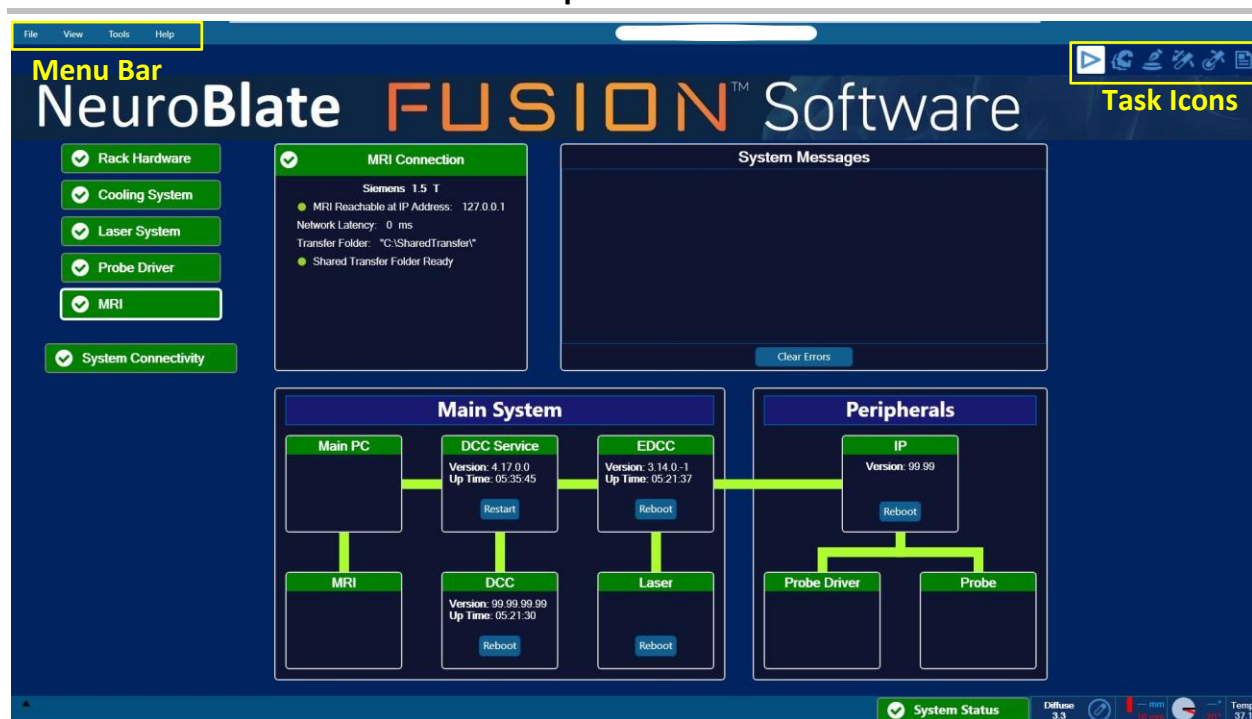 File View Tools Help
Menu Bar
Task Icons
NeuroBlate FUSION™ Software
Rack Hardware
Cooling System
Laser System
Probe Driver
MRI
System Connectivity
MRI Connection
Siemens 1.5 T
MRI Reachable at IP Address: 127.0.0.1
Network Latency: 0 ms
Transfer Folder: "C:\SharedTransfer\"
Shared Transfer Folder Ready
System Messages
Clear Errors
Main System
Main PC
DCC Service
Version: 4.17.0.0
Up Time: 05:35:45
Restart
EDCC
Version: 3.14.0.-1
Up Time: 05:21:37
Reboot
MRI
DCC
Version: 99.99.99.99
Up Time: 05:21:30
Reboot
Laser
Reboot
Peripherals
IP
Version: 99.99
Reboot
Probe Driver
Probe
System Status
Diffuse
3.3
mm
Temp